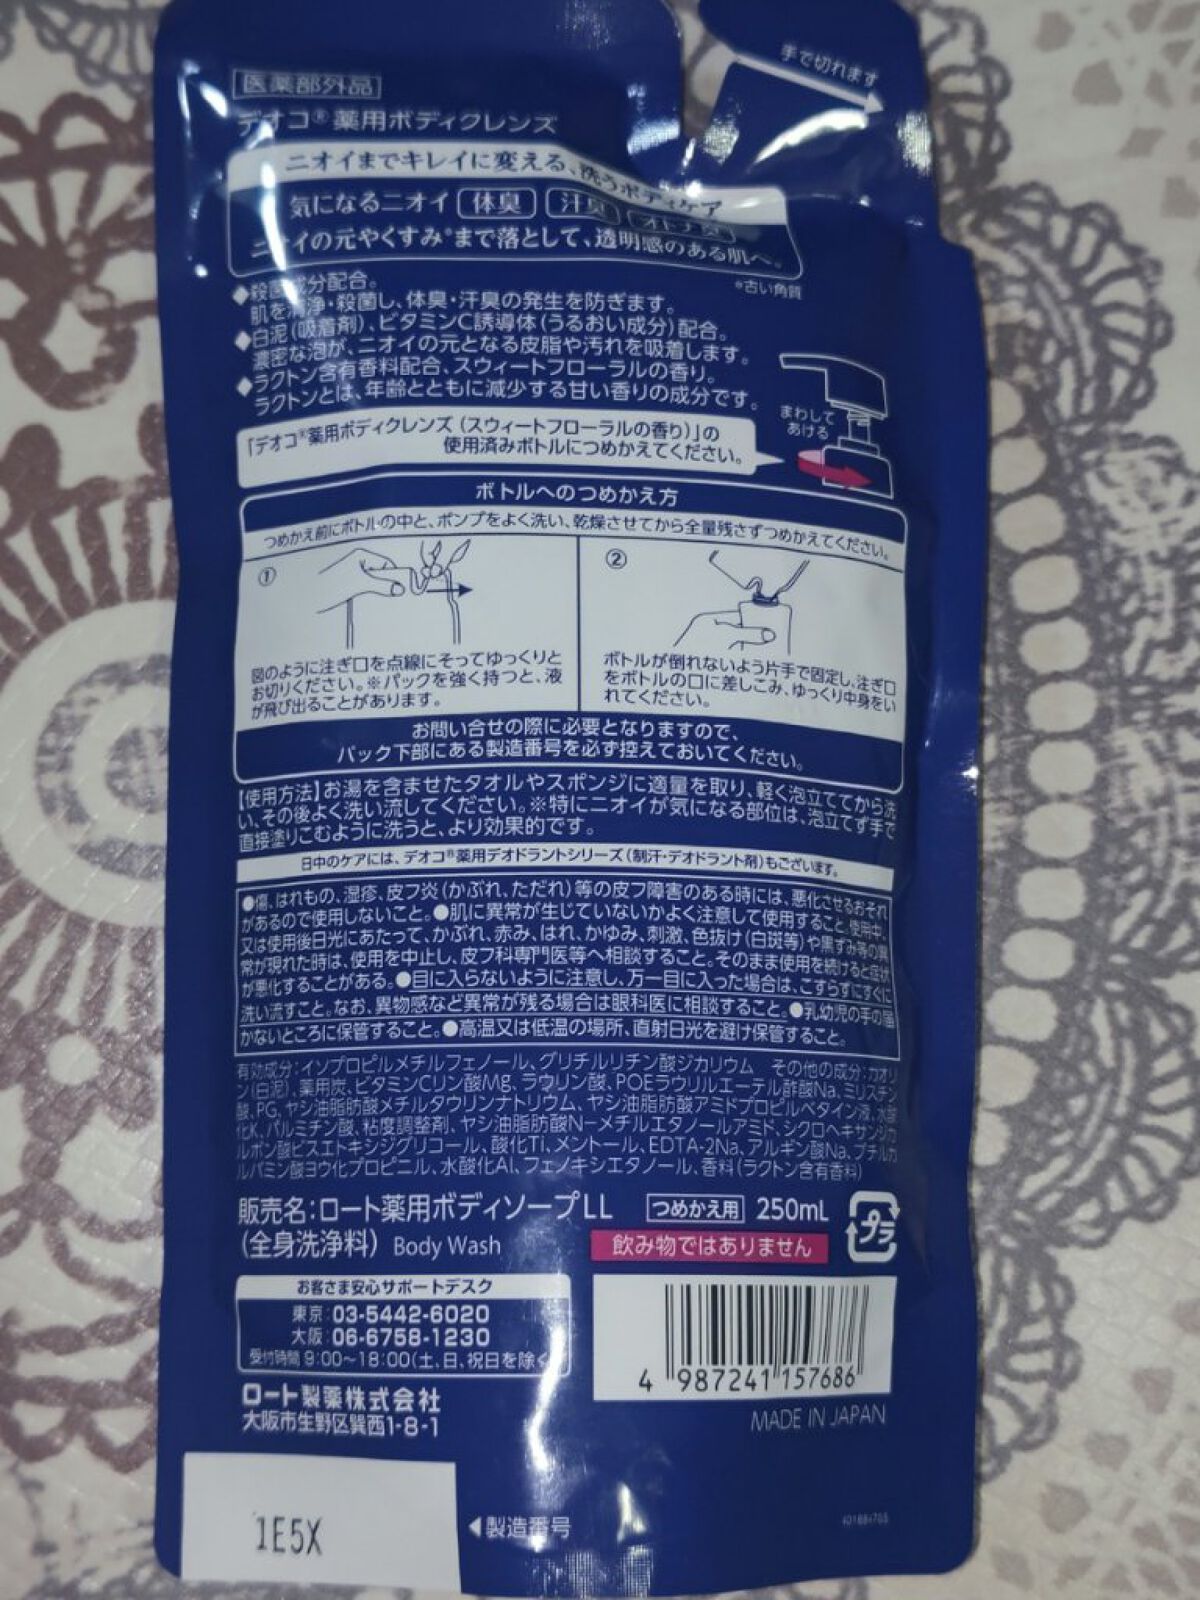 手で切れます
医薬部外品
デオコ®薬用ボディクレンズ
ニオイまでキレイに変える、洗うボディケア
気になるニオイ 体臭 汗臭
ニオイの元やくすみ*まで落として、透明感のある肌へ。
*古い角質
◆殺菌成分配合。
肌を清浄・殺菌し、体臭・汗臭の発生を防ぎます。
◆白泥(吸着剤)、ビタミンC誘導体(うるおい成分)配合。
濃密な泡が、ニオイの元となる皮脂や汚れを吸着します。
◆ラクトン含有香料配合、スウィートフローラルの香り。
ラクトンとは、年齢とともに減少する甘い香りの成分です。
まわして
あける
「デオコ®薬用ボディクレンズ(スウィートフローラルの香り)」の
使用済みボトルにつめかえてください。
ボトルへのつめかえ方
つめかえ前にボトルの中と、ポンプをよく洗い、乾燥させてから全量残さずつめかえてください。
①
図のように注ぎ口を点線にそってゆっくりと
お切りください。※パックを強く持つと、液
が飛び出ることがあります。
②
ボトルが倒れないよう片手で固定し、注ぎ口
をボトルの口に差しこみ、ゆっくり中身をい
れてください。
お問い合せの際に必要となりますので、
パック下部にある製造番号を必ず控えておいてください。
【使用方法】お湯を含ませたタオルやスポンジに適量を取り、軽く泡立ててから洗
い、その後よく洗い流してください。※特にニオイが気になる部位は、泡立てず手で
直接塗りこむように洗うと、より効果的です。
日中のケアには、デオコ®薬用デオドラントシリーズ(制汗・デオドラント剤)もございます。
●傷、はれもの、湿疹、皮フ炎(かぶれ、ただれ)等の皮フ障害のある時には、悪化させるおそれ
があるので使用しないこと。●肌に異常が生じていないかよく注意して使用すること。使用中、
又は使用後日光にあたって、かぶれ、赤み、はれ、かゆみ、刺激、色抜け(白斑等)や黒ずみ等の異
常が現れた時は、使用を中止し、皮フ科専門医等へ相談すること。そのまま使用を続けると症状
が悪化することがある。●目に入らないように注意し、万一目に入った場合は、こすらずにすぐに
洗い流すこと。なお、異物感など異常が残る場合は眼科医に相談すること。●乳幼児の手の届
かないところに保管すること。●高温又は低温の場所、直射日光を避け保管すること。
有効成分:イソプロピルメチルフェノール、グリチルリチン酸ジカリウム その他の成分:カオリ
ン(白泥)、薬用炭、ビタミンCリン酸Mg、ラウリン酸、POEラウリルエーテル酢酸Na、ミリスチン
酸、PG、ヤシ油脂肪酸メチルタウリンナトリウム、ヤシ油脂肪酸アミドプロピルベタイン液、水酸
化K、パルミチン酸、粘度調整剤、ヤシ油脂肪酸N-メチルエタノールアミド、シクロヘキサンジカ
ルボン酸ビスエトキシジグリコール、酸化Ti、メントール、EDTA-2Na、アルギン酸Na、ブチルカ
ルバミン酸ヨウ化プロピニル、水酸化Al、フェノキシエタノール、香料(ラクトン含有香料)
販売名:ロート薬用ボディソープLL つめかえ用 250mL
プラ
(全身洗浄料) Body Wash 飲み物ではありません
お客さま安心サポートデスク
東京:03-5442-6020
大阪:06-6758-1230
受付時間 9:00〜18:00(土、日、祝日を除く)
ロート製薬株式会社
大阪市生野区巽西1-8-1
4 987241 157686
MADE IN JAPAN
1E5X
◀製造番号